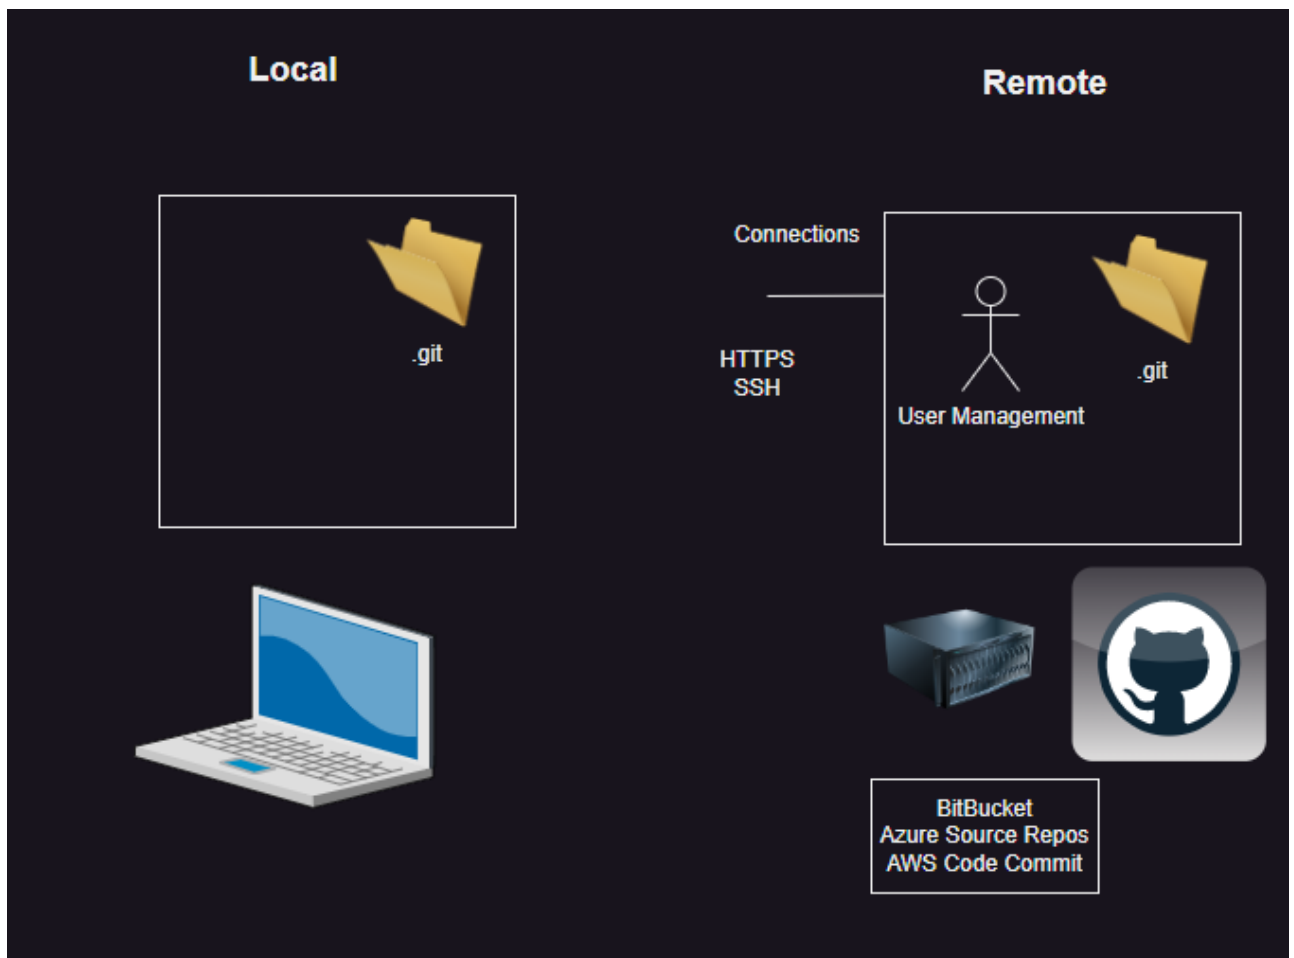 Local
Remote
.git
Connections
HTTPS
SSH
User Management
.git
BitBucket
Azure Source Repos
AWS Code Commit